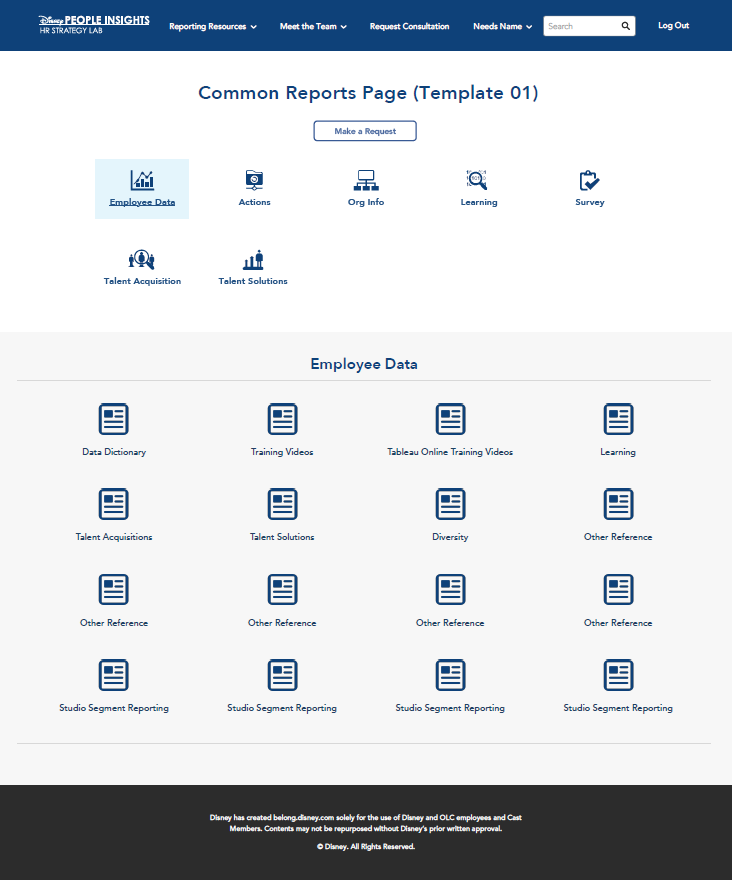 Disney PEOPLE INSIGHTS
HR STRATEGY LAB
Reporting Resources
Meet the Team
Request Consultation
Needs Name
Search
Log Out
Common Reports Page (Template 01)
Make a Request
Employee Data
Actions
Org Info
Learning
Survey
Talent Acquisition
Talent Solutions
Employee Data
Data Dictionary
Training Videos
Tableau Online Training Videos
Learning
Talent Acquisitions
Talent Solutions
Diversity
Other Reference
Other Reference
Other Reference
Other Reference
Other Reference
Studio Segment Reporting
Studio Segment Reporting
Studio Segment Reporting
Studio Segment Reporting
Disney has created belong.disney.com solely for the use of Disney and OLC employees and Cast
Members. Contents may not be repurposed without Disney's prior written approval.
© Disney. All Rights Reserved.